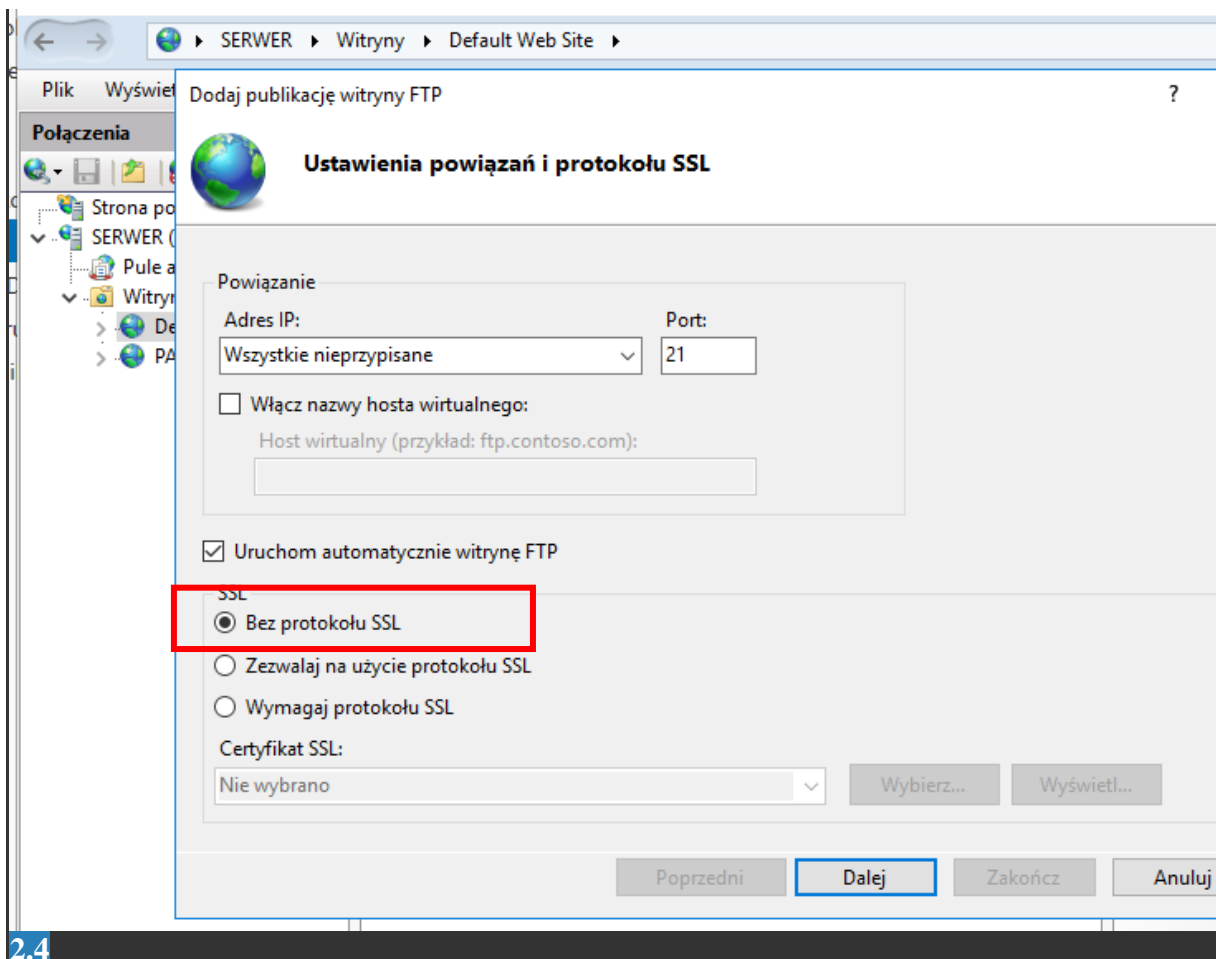 SERWER Witryny Default Web Site
Plik Wyświet
Dodaj publikację witryny FTP ?
Połączenia
Ustawienia powiązań i protokołu SSL
Strona po
SERWER (
Pule a
Witryn
De
PA
Powiązanie
Adres IP: Port:
Wszystkie nieprzypisane 21
Włącz nazwy hosta wirtualnego:
Host wirtualny (przykład: ftp.contoso.com):
Uruchom automatycznie witrynę FTP
SSL
Bez protokołu SSL
Zezwalaj na użycie protokołu SSL
Wymagaj protokołu SSL
Certyfikat SSL:
Nie wybrano Wybierz... Wyświetl...
Poprzedni Dalej Zakończ Anuluj
2.4